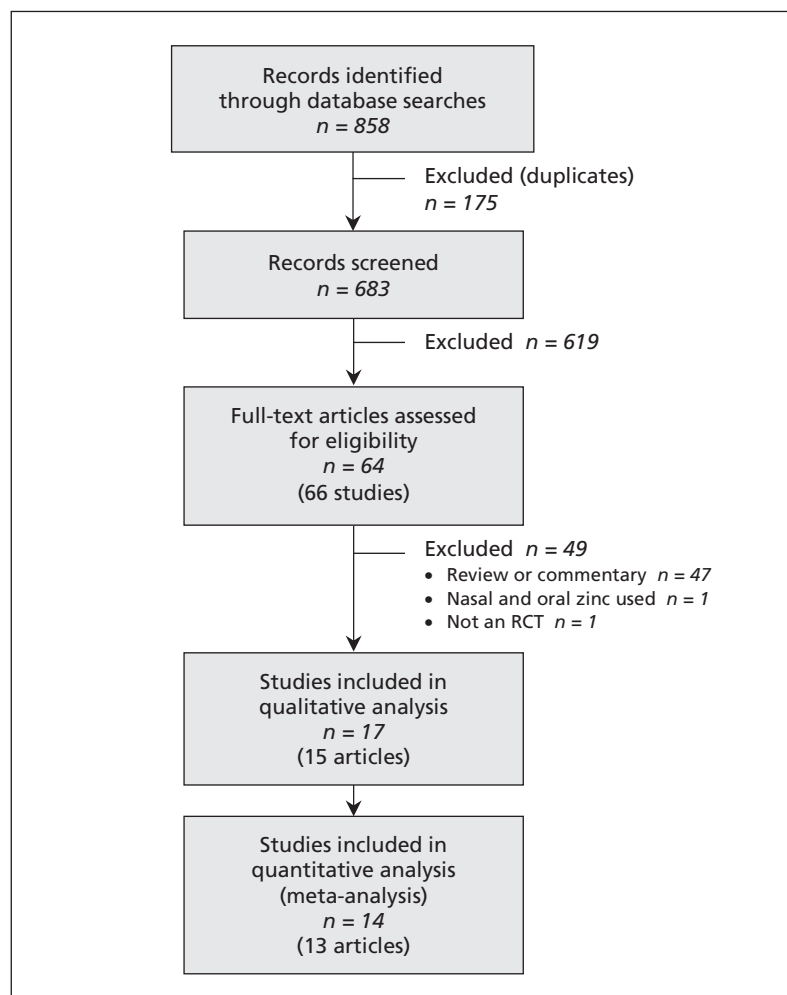 Records identified
through database searches
n = 858
Excluded (duplicates)
n = 175
Records screened
n = 683
Excluded n = 619
Full-text articles assessed
for eligibility
n = 64
(66 studies)
Excluded n = 49
• Review or commentary n = 47
• Nasal and oral zinc used n = 1
• Not an RCT n = 1
Studies included in
qualitative analysis
n = 17
(15 articles)
Studies included in
quantitative analysis
(meta-analysis)
n = 14
(13 articles)